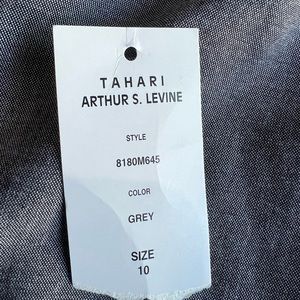 TAHARI
ARTHUR S. LEVINE
STYLE
8180M645
COLOR
GREY
SIZE
10